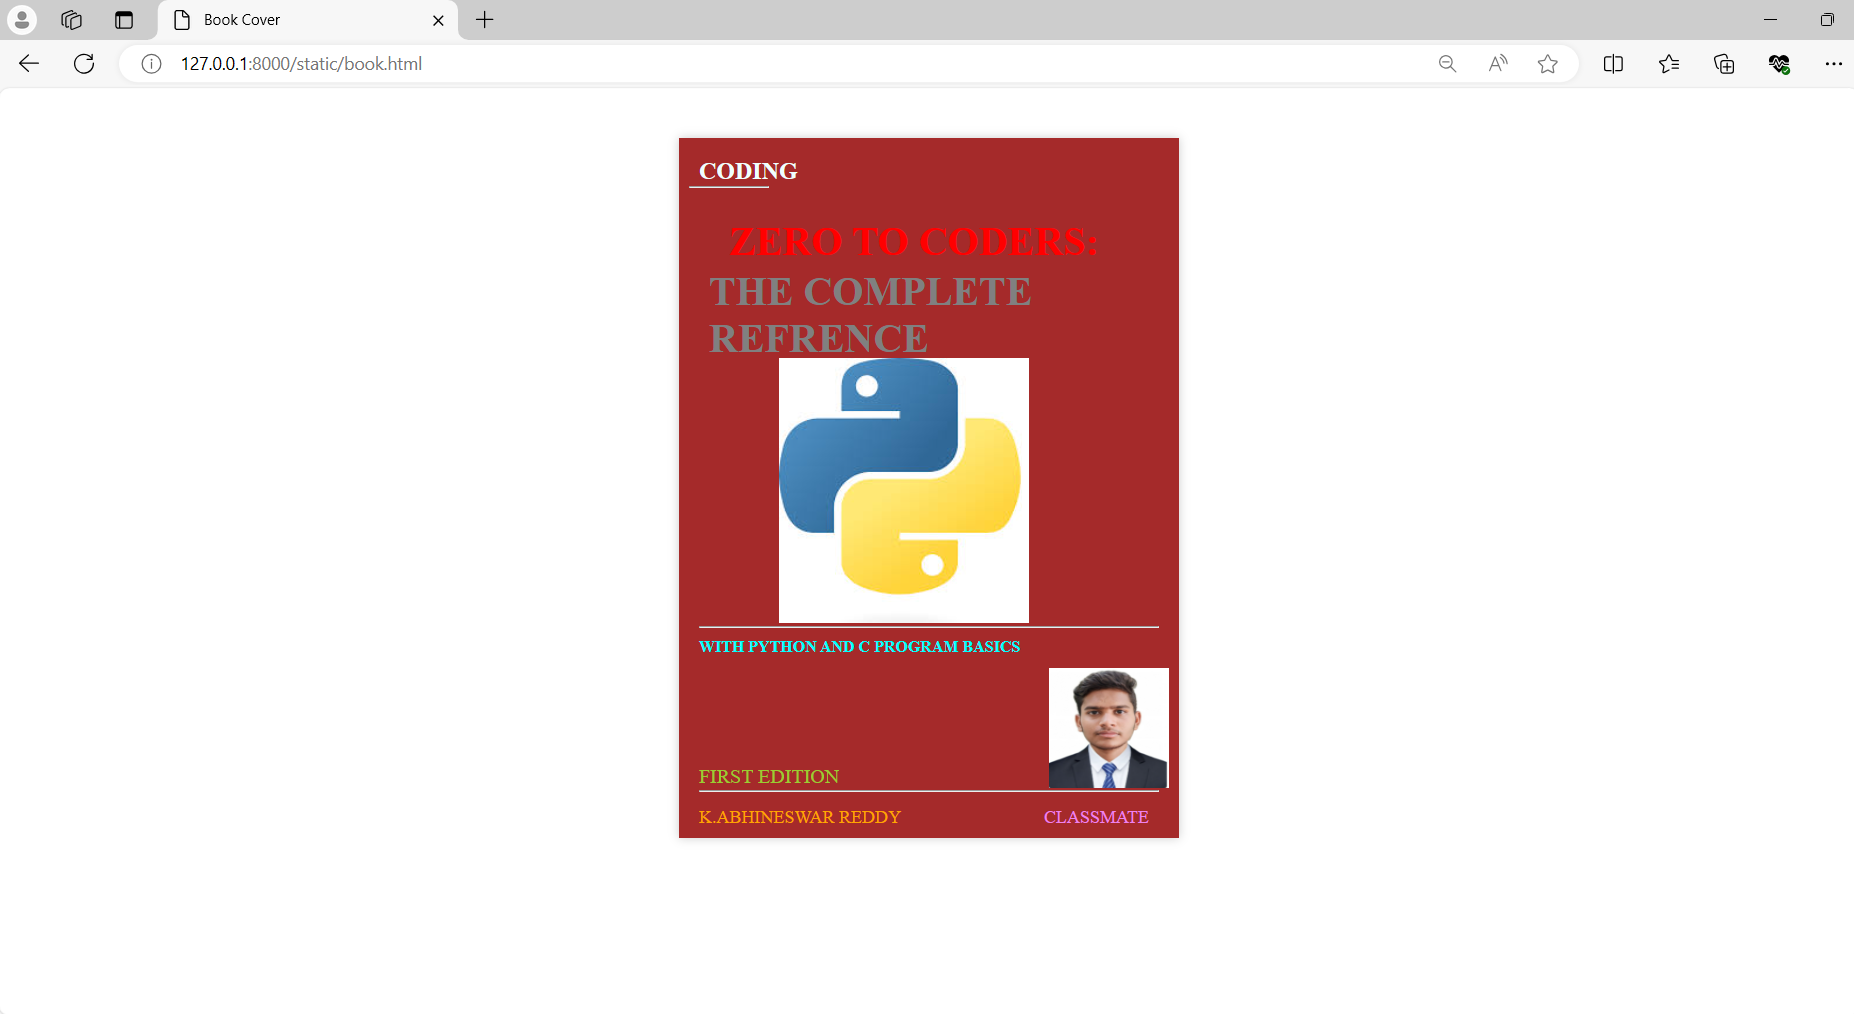 Book Cover
127.0.0.1:8000/static/book.html
CODING
ZERO TO CODERS:
THE COMPLETE
REFRENCE
WITH PYTHON AND C PROGRAM BASICS
FIRST EDITION
K.ABHINESWAR REDDY CLASSMATE